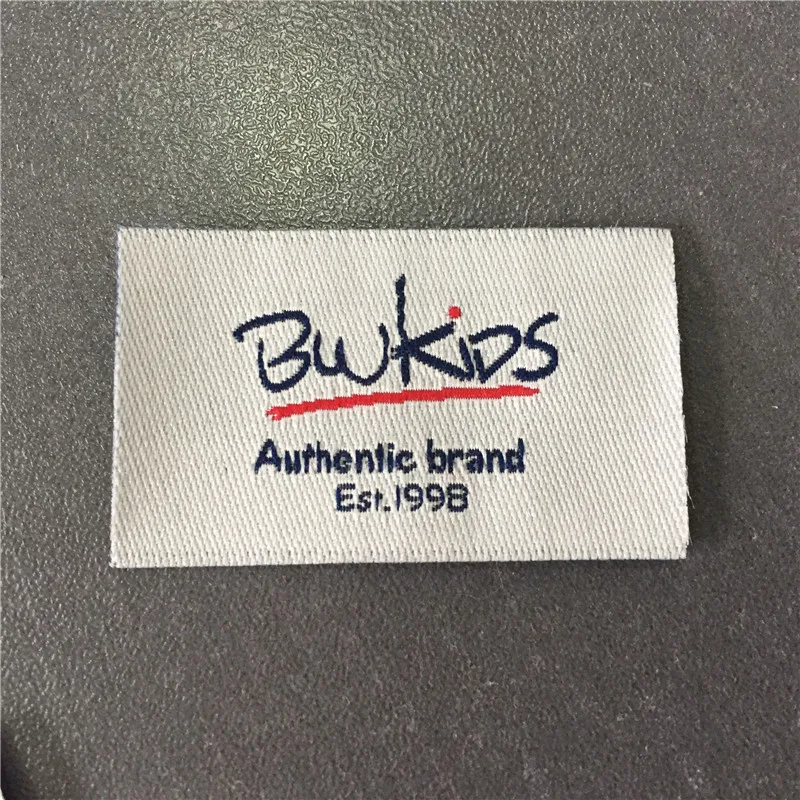 BWKiDS
Authentic brand
Est.1998